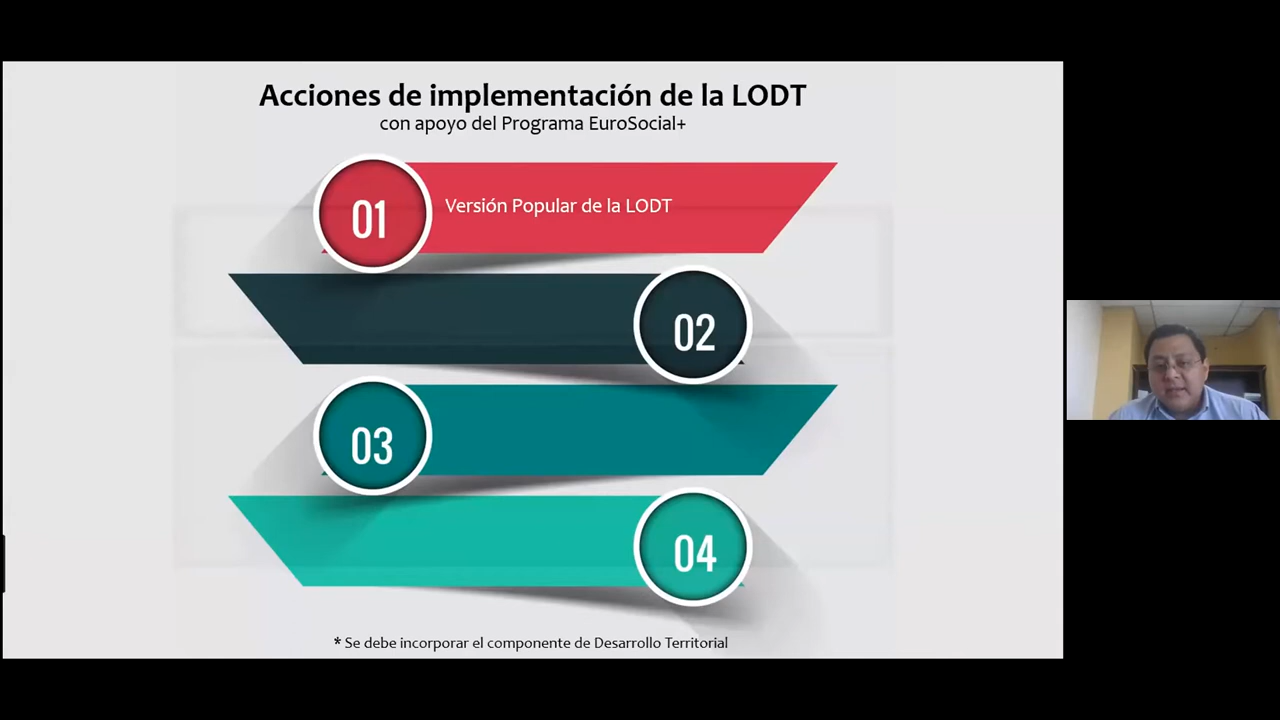 Acciones de implementación de la LODT
con apoyo del Programa EuroSocial+
01
Versión Popular de la LODT
02
03
04
* Se debe incorporar el componente de Desarrollo Territorial